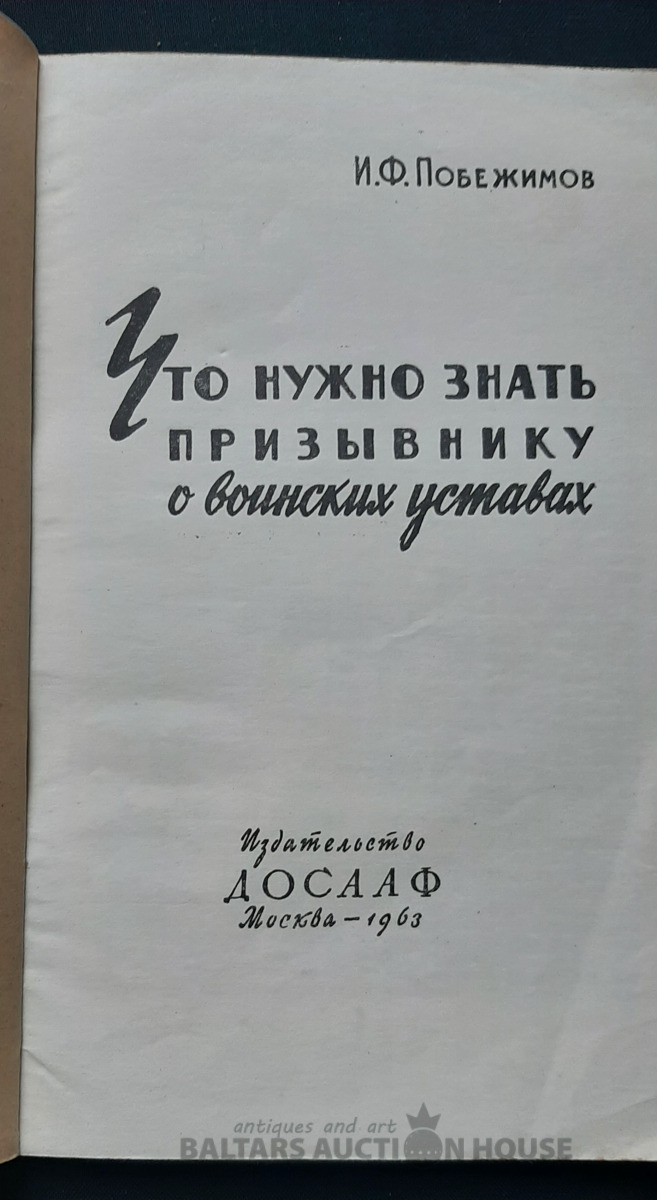 И.Ф. Побежимов
Что нужно знать
призывнику
о воинских уставах
Издательство
ДОСААФ
Москва — 1963
antiques and art
BALTARS AUCTION HOUSE